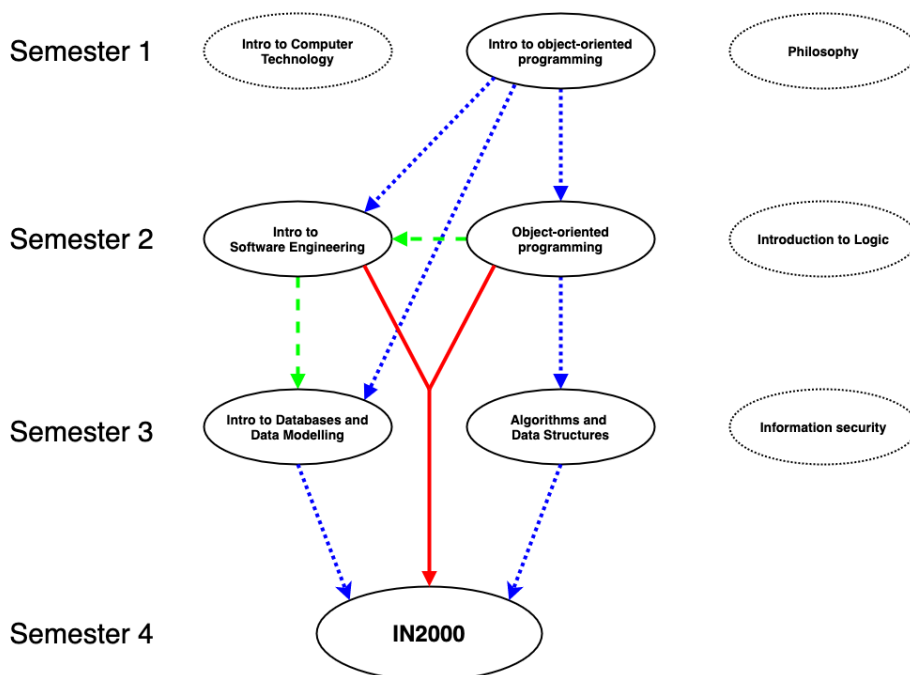 Semester 1
Intro to Computer
Technology
Intro to object-oriented
programming
Philosophy
Semester 2
Intro to
Software Engineering
Object-oriented
programming
Introduction to Logic
Semester 3
Intro to Databases and
Data Modelling
Algorithms and
Data Structures
Information security
Semester 4
IN2000